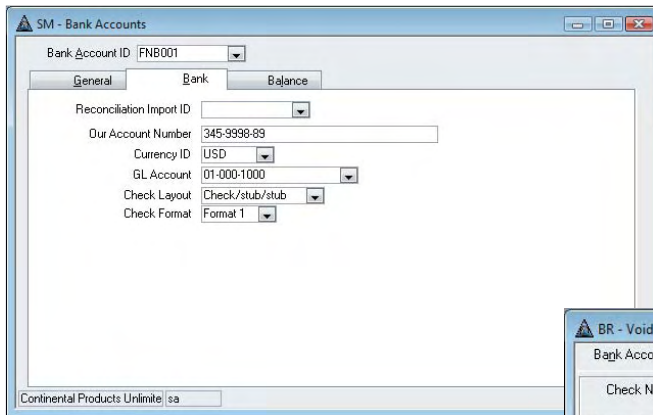 SM - Bank Accounts
Bank Account ID FNB001
General Bank Balance
Reconciliation Import ID
Our Account Number 345-9998-89
Currency ID USD
GL Account 01-000-1000
Check Layout Check/stub/stub
Check Format Format 1
BR - Void
Bank Acco
Check N
Continental Products Unlimite sa